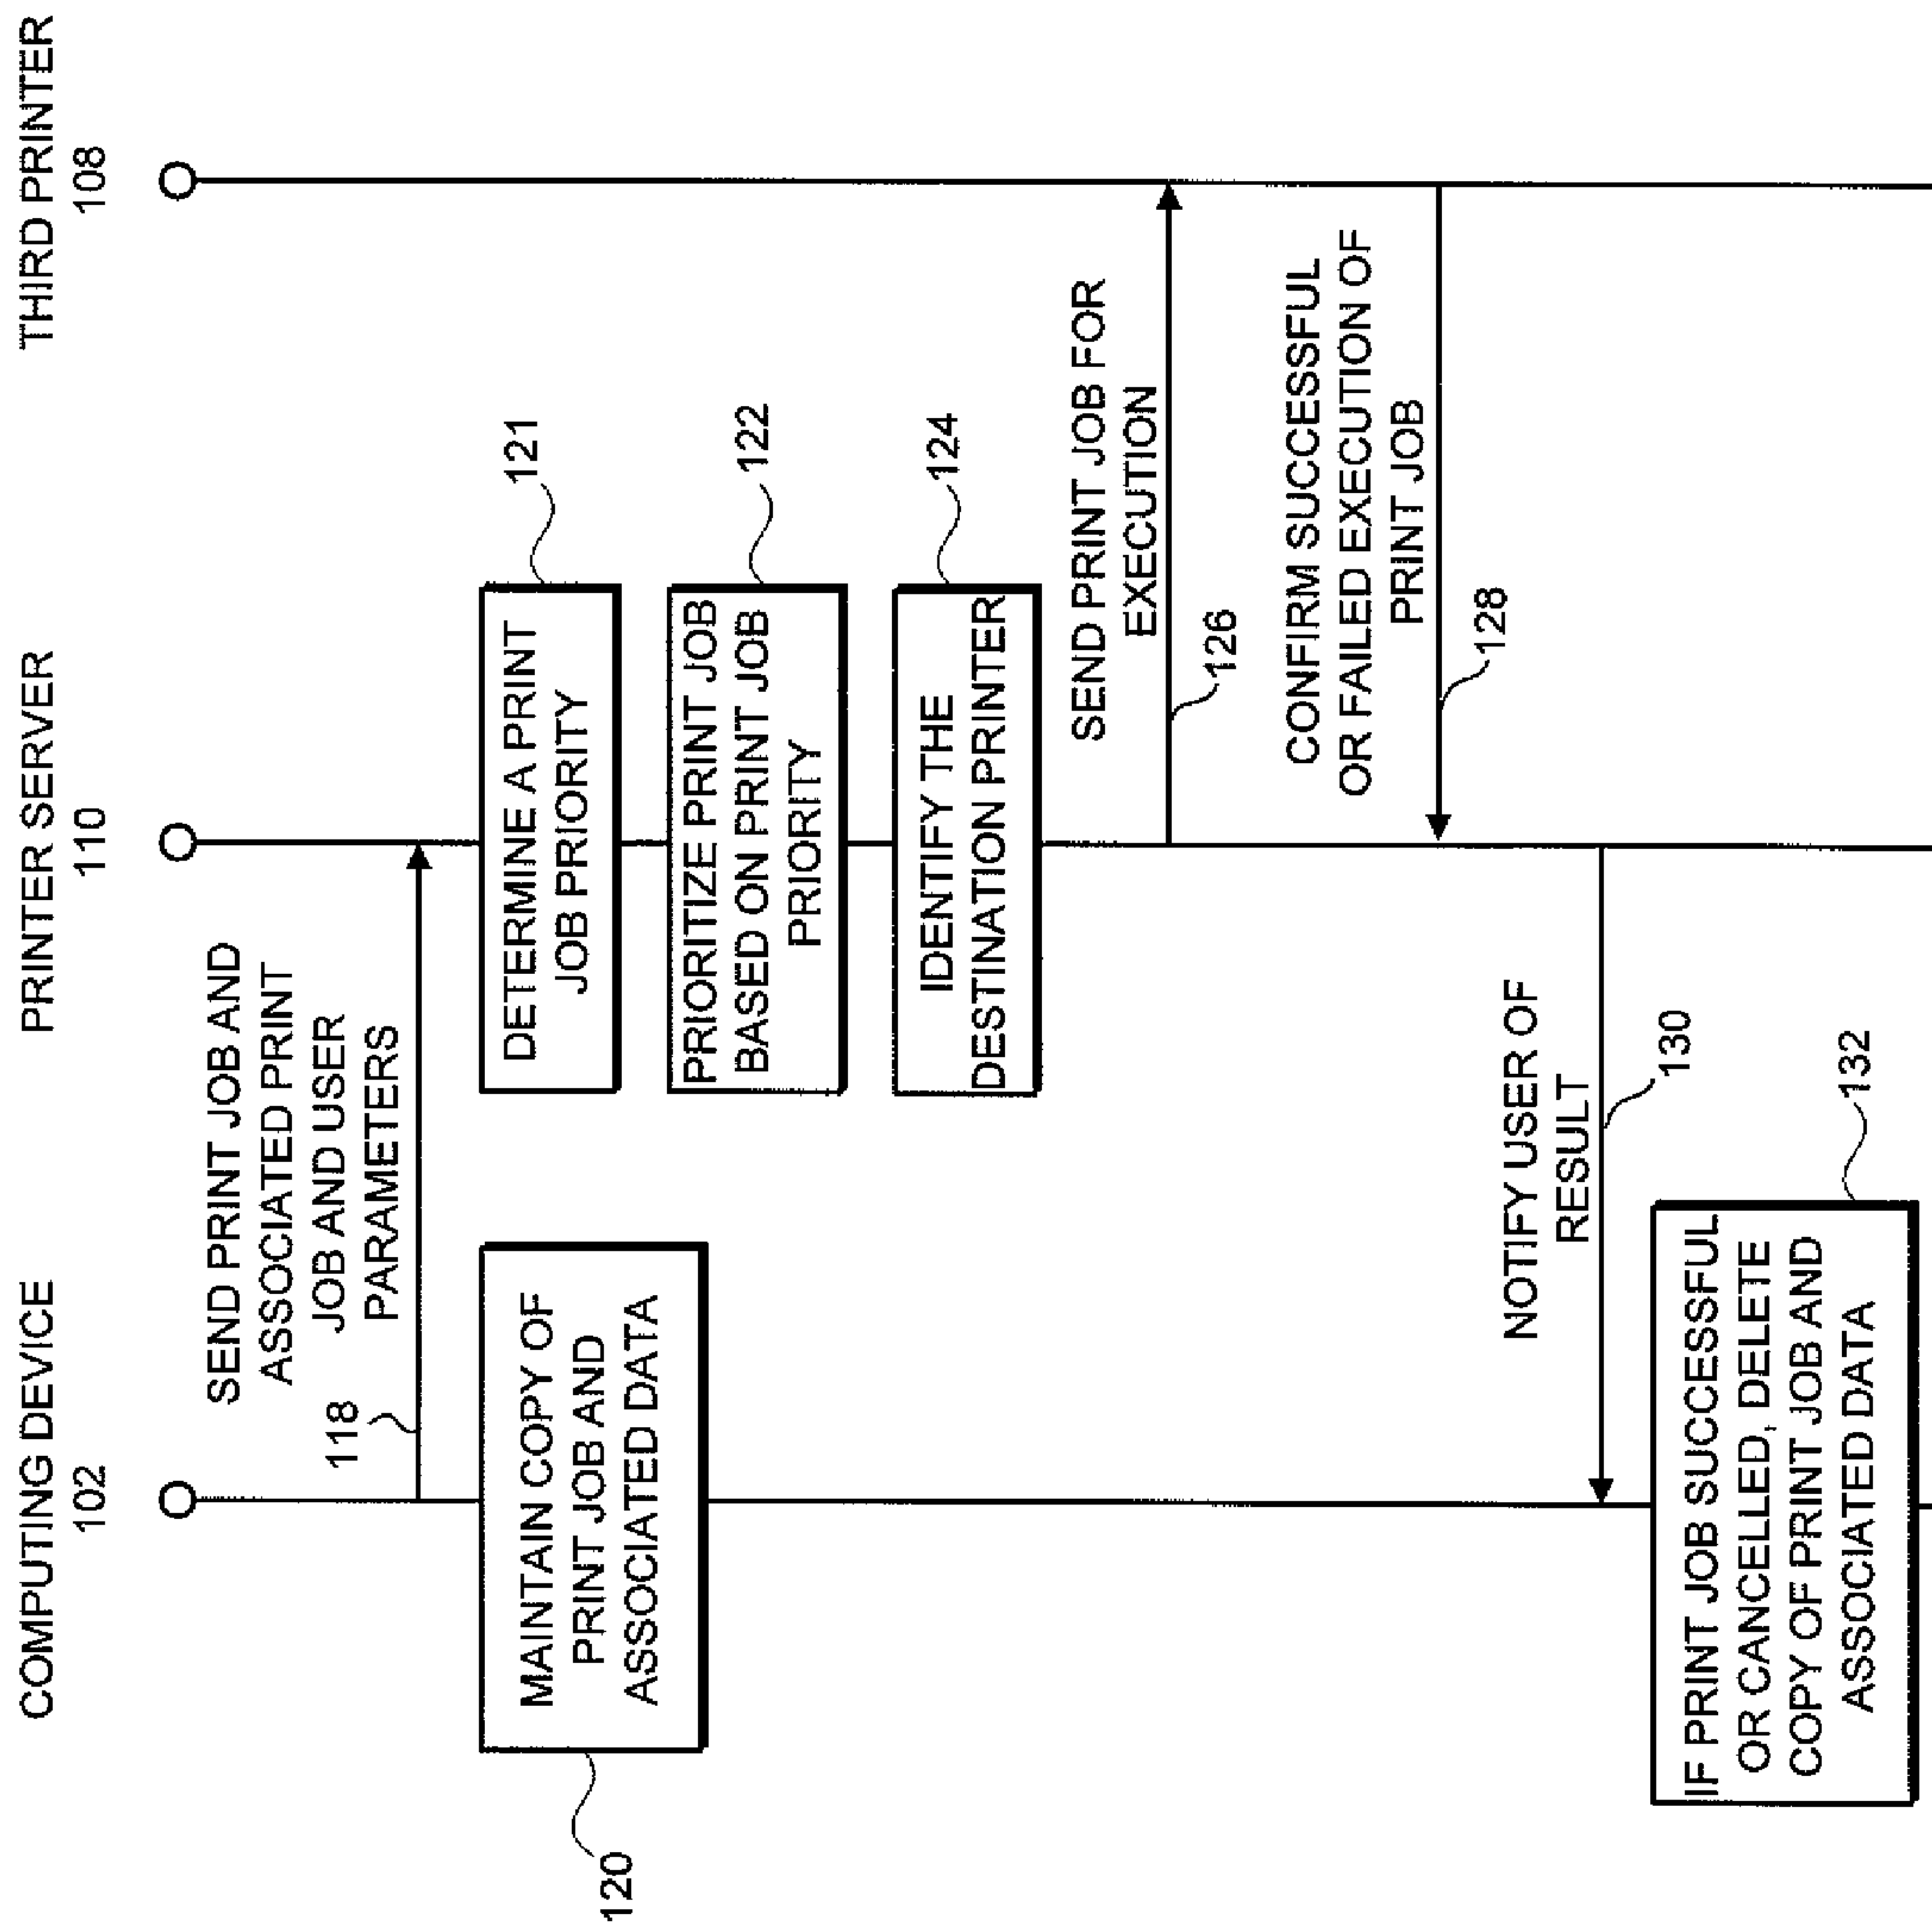 COMPUTING DEVICE
102
PRINTER SERVER
110
THIRD PRINTER
108
SEND PRINT JOB AND
ASSOCIATED PRINT
JOB AND USER
PARAMETERS
118
MAINTAIN COPY OF
PRINT JOB AND
ASSOCIATED DATA
120
DETERMINE A PRINT
JOB PRIORITY
121
PRIORITIZE PRINT JOB
BASED ON PRINT JOB
PRIORITY
122
IDENTIFY THE
DESTINATION PRINTER
124
SEND PRINT JOB FOR
EXECUTION
126
CONFIRM SUCCESSFUL
OR FAILED EXECUTION OF
PRINT JOB
128
NOTIFY USER OF
RESULT
130
IF PRINT JOB SUCCESSFUL
OR CANCELLED, DELETE
COPY OF PRINT JOB AND
ASSOCIATED DATA
132